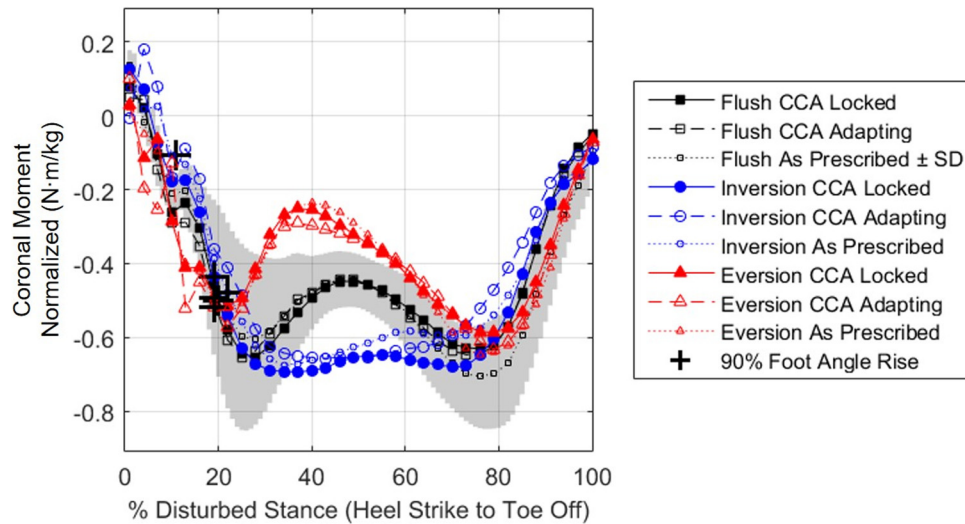 0.2
0
-0.2
-0.4
-0.6
-0.8
Coronal Moment
Normalized (N·m/kg)
0 20 40 60 80 100
% Disturbed Stance (Heel Strike to Toe Off)
Flush CCA Locked
Flush CCA Adapting
Flush As Prescribed ± SD
Inversion CCA Locked
Inversion CCA Adapting
Inversion As Prescribed
Eversion CCA Locked
Eversion CCA Adapting
Eversion As Prescribed
90% Foot Angle Rise